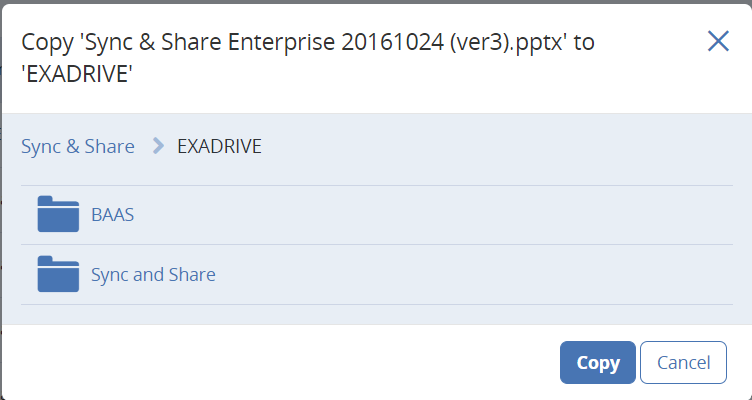 Copy 'Sync & Share Enterprise 20161024 (ver3).pptx' to
'EXADRIVE'
Sync & Share > EXADRIVE
BAAS
Sync and Share
Copy Cancel